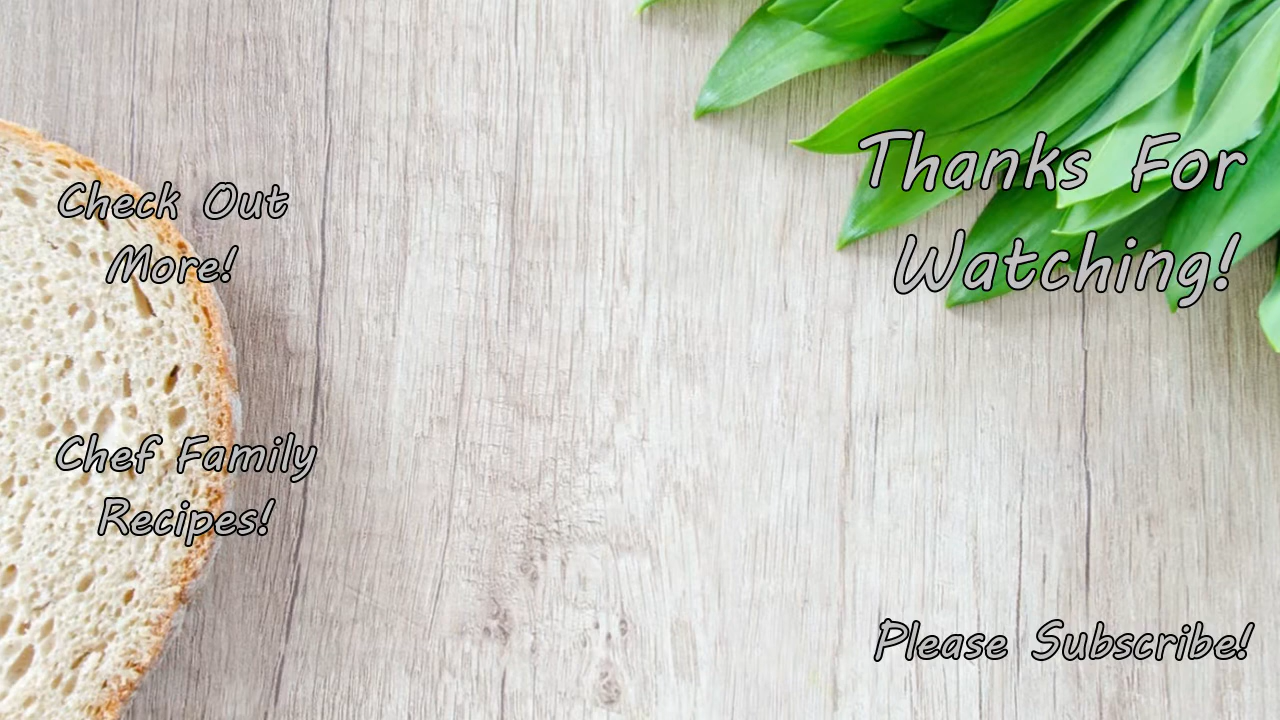 Check Out
More!
Thanks For
Watching!
Chef Family
Recipes!
Please Subscribe!